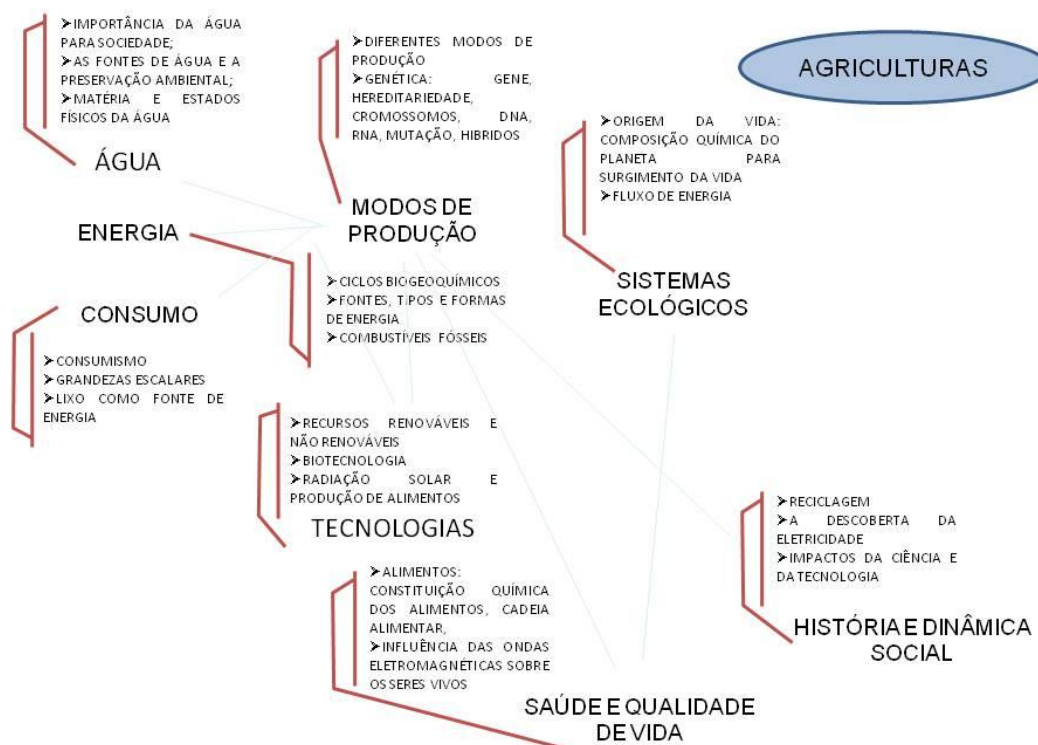 ➤IMPORTÂNCIA DA ÁGUA
PARA SOCIEDADE;
➤AS FONTES DE ÁGUA E A
PRESERVAÇÃO AMBIENTAL;
➤MATÉRIA E ESTADOS
FÍSICOS DA ÁGUA
ÁGUA
➤DIFERENTES MODOS DE
PRODUÇÃO
➤GENÉTICA: GENE,
HEREDITARIEDADE,
CROMOSSOMOS, DNA,
RNA, MUTAÇÃO, HIBRIDOS
MODOS DE
PRODUÇÃO
AGRICULTURAS
➤ORIGEM DA VIDA:
COMPOSIÇÃO QUÍMICA DO
PLANETA PARA
SURGIMENTO DA VIDA
➤FLUXO DE ENERGIA
SISTEMAS
ECOLÓGICOS
ENERGIA
➤CICLOS BIOGEOQUÍMICOS
➤FONTES, TIPOS E FORMAS
DE ENERGIA
➤COMBUSTÍVEIS FÓSSEIS
CONSUMO
➤CONSUMISMO
➤GRANDEZAS ESCALARES
➤LIXO COMO FONTE DE
ENERGIA
➤RECURSOS RENOVÁVEIS E
NÃO RENOVÁVEIS
➤BIOTECNOLOGIA
➤RADIAÇÃO SOLAR E
PRODUÇÃO DE ALIMENTOS
TECNOLOGIAS
➤RECICLAGEM
➤A DESCOBERTA DA
ELETRICIDADE
➤IMPACTOS DA CIÊNCIA E
DA TECNOLOGIA
HISTÓRIA E DINÂMICA
SOCIAL
➤ALIMENTOS:
CONSTITUIÇÃO QUÍMICA
DOS ALIMENTOS, CADEIA
ALIMENTAR,
➤INFLUÊNCIA DAS ONDAS
ELETROMAGNÉTICAS SOBRE
OS SERES VIVOS
SAÚDE E QUALIDADE
DE VIDA